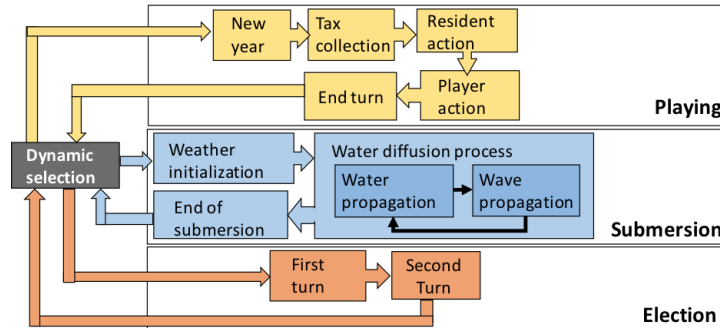 New
year
Tax
collection
Resident
action
End turn
Player
action
Playing
Dynamic
selection
Weather
initialization
Water diffusion process
Water
propagation
Wave
propagation
End of
submersion
Submersion
First
turn
Second
Turn
Election